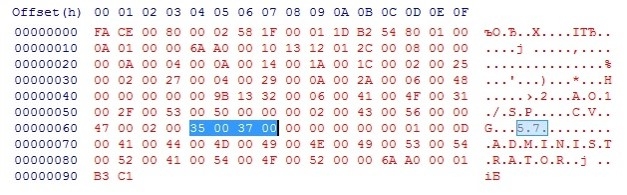 Offset(h) 00 01 02 03 04 05 06 07 08 09 0A 0B 0C 0D 0E 0F
00000000 FA CE 00 80 00 02 58 1F 00 01 1D B2 54 80 01 00 ъО.Ђ..X....ІTЂ..
00000010 0A 01 00 00 6A A0 00 10 13 12 01 2C 00 08 00 00 ....j .....,....
00000020 00 0A 00 04 00 0A 00 14 00 1A 00 1C 00 02 00 25 ...............%
00000030 00 02 00 27 00 04 00 29 00 0A 00 2A 00 06 00 48 ...'...)...*...H
00000040 00 00 00 00 00 9B 13 32 00 06 00 41 00 4F 00 31 .....›.2...A.O.1
00000050 00 2F 00 53 00 50 00 00 00 02 00 43 00 56 00 00 ./.S.P.....C.V..
00000060 47 00 02 00 35 00 37 00 00 00 00 00 00 01 00 0D G...5.7.........
00000070 00 41 00 44 00 4D 00 49 00 4E 00 49 00 53 00 54 .A.D.M.I.N.I.S.T
00000080 00 52 00 41 00 54 00 4F 00 52 00 00 6A A0 00 01 .R.A.T.O.R..j ..
00000090 B3 C1 іБ